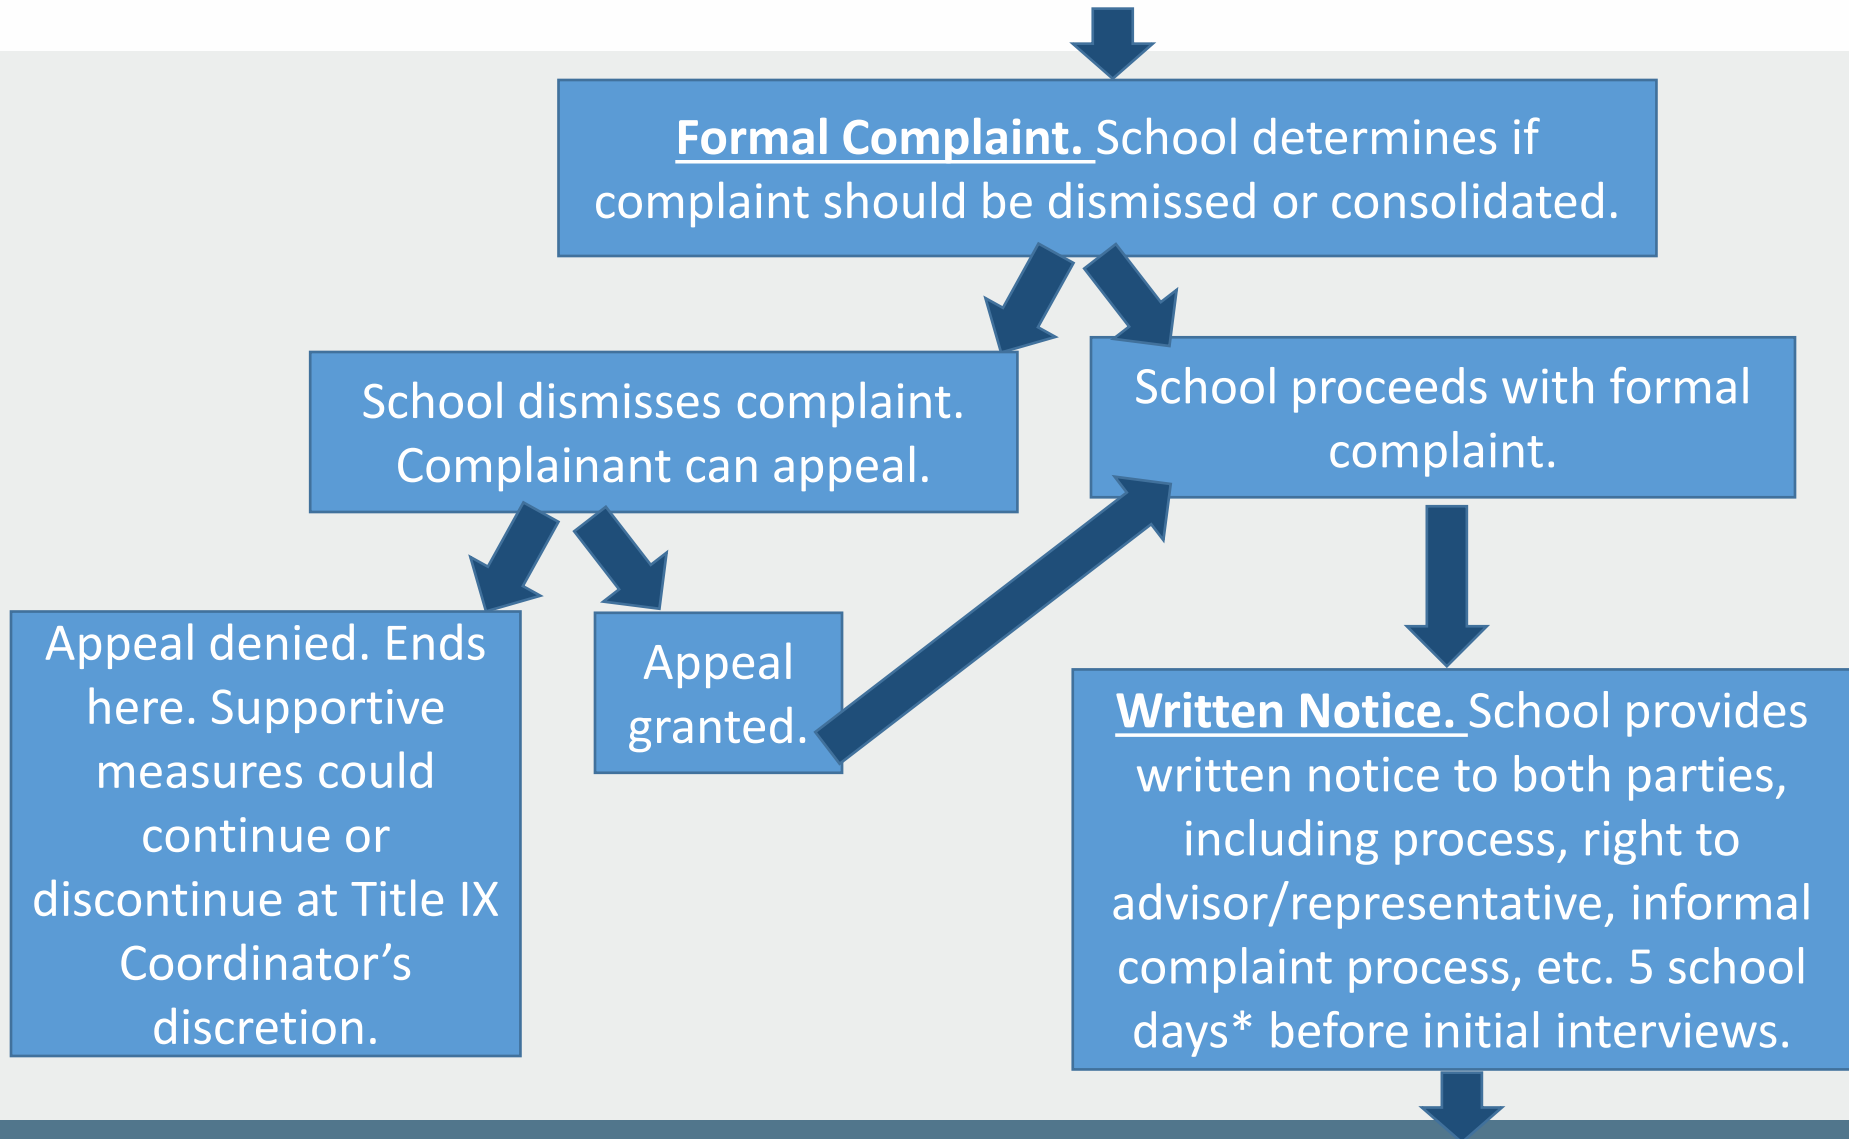 Formal Complaint. School determines if
complaint should be dismissed or consolidated.
School dismisses complaint.
Complainant can appeal.
School proceeds with formal
complaint.
Appeal denied. Ends
here. Supportive
measures could
continue or
discontinue at Title IX
Coordinator’s
discretion.
Appeal
granted.
Written Notice. School provides
written notice to both parties,
including process, right to
advisor/representative, informal
complaint process, etc. 5 school
days* before initial interviews.